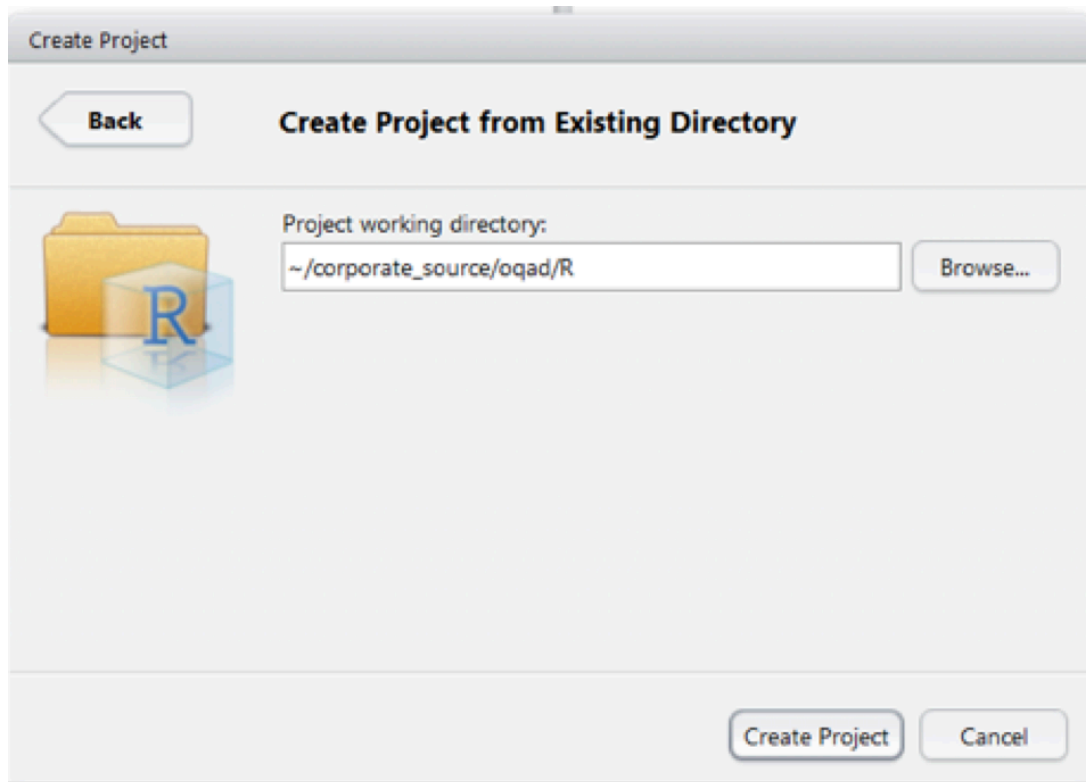 Create Project
Back
Create Project from Existing Directory
Project working directory:
~/corporate_source/oqad/R
Browse...
R
Create Project
Cancel